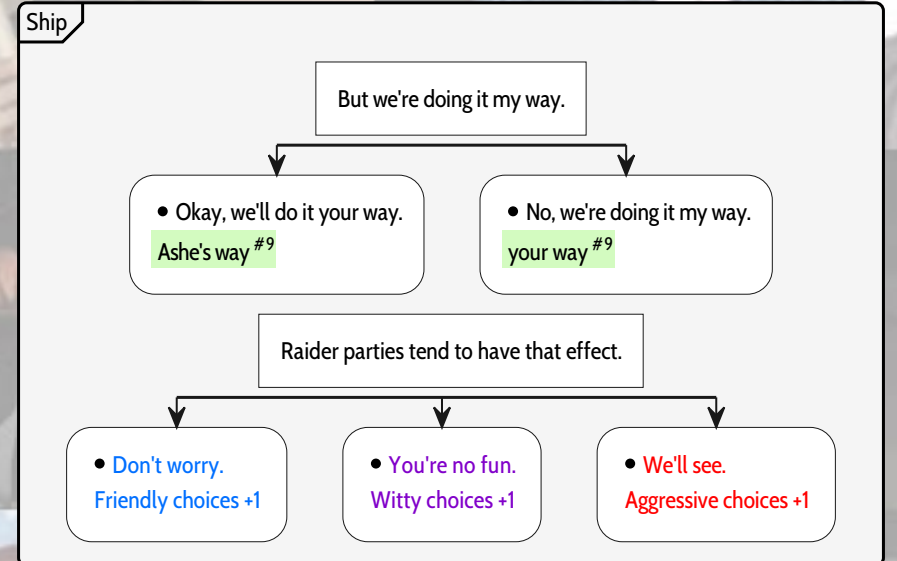 Ship
But we're doing it my way.
• Okay, we'll do it your way.
Ashe's way #9
• No, we're doing it my way.
your way #9
Raider parties tend to have that effect.
• Don't worry.
Friendly choices +1
• You're no fun.
Witty choices +1
• We'll see.
Aggressive choices +1